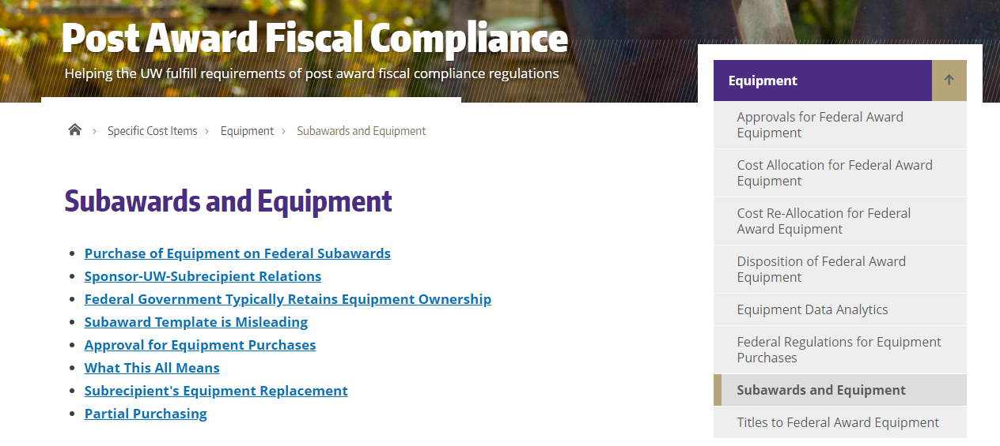 Post Award Fiscal Compliance
Helping the UW fulfill requirements of post award fiscal compliance regulations
Specific Cost Items
Equipment
Subawards and Equipment
Subawards and Equipment
Purchase of Equipment on Federal Subawards
Sponsor-UW-Subrecipient Relations
Federal Government Typically Retains Equipment Ownership
Subaward Template is Misleading
Approval for Equipment Purchases
What This All Means
Subrecipient's Equipment Replacement
Partial Purchasing
Equipment
Approvals for Federal Award
Equipment
Cost Allocation for Federal Award
Equipment
Cost Re-Allocation for Federal
Award Equipment
Disposition of Federal Award
Equipment
Equipment Data Analytics
Federal Regulations for Equipment
Purchases
Subawards and Equipment
Titles to Federal Award Equipment